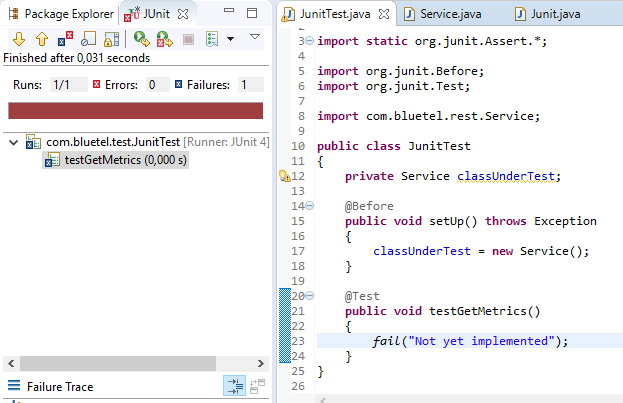 Package Explorer JUnit
Finished after 0,031 seconds
Runs: 1/1 Errors: 0 Failures: 1
com.bluetel.test.JunitTest [Runner: JUnit 4]
testGetMetrics (0,000 s)
Failure Trace
JunitTest.java Service.java Junit.java
2
3 import static org.junit.Assert.*;
4
5 import org.junit.Before;
6 import org.junit.Test;
7
8 import com.bluetel.rest.Service;
9
10 public class JunitTest
11 {
12 private Service classUnderTest;
13
14 @Before
15 public void setUp() throws Exception
16 {
17 classUnderTest = new Service();
18 }
19
20 @Test
21 public void testGetMetrics()
22 {
23 fail("Not yet implemented");
24 }
25 }
26